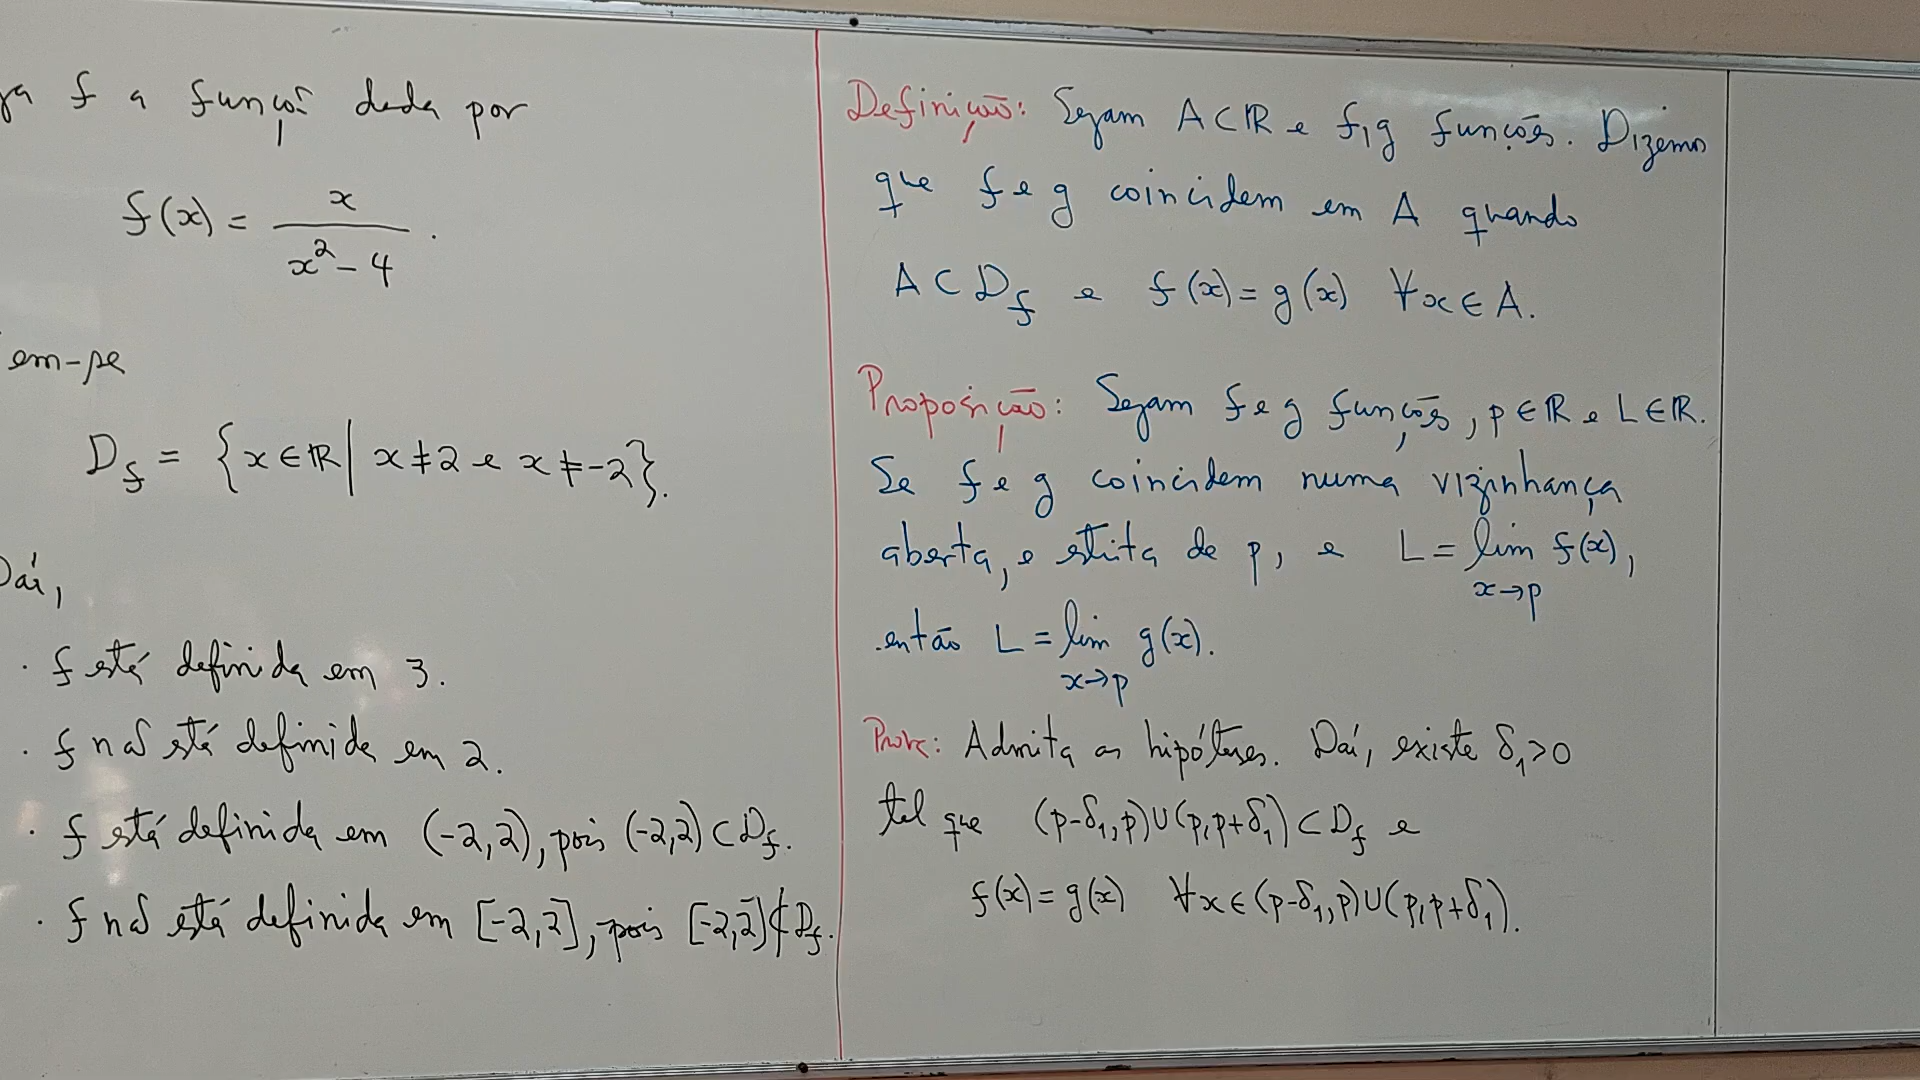 f a função dada por
f(x) = x / (x² - 4) .
em-se
D_f = {x ∈ ℝ | x ≠ 2 e x ≠ -2}.
Daí,
· f está definida em 3.
· f não está definida em 2.
· f está definida em (-2,2), pois (-2,2) ⊂ D_f.
· f não está definida em [-2,2], pois [-2,2] ⊄ D_f.
Definição: Sejam A ⊂ ℝ e f, g funções. Dizemos
que f e g coincidem em A quando
A ⊂ D_f e f(x) = g(x) ∀x ∈ A.
Proposição: Sejam f e g funções, p ∈ ℝ e L ∈ ℝ.
Se f e g coincidem numa vizinhança
aberta, e estrita de p, e L = lim_{x→p} f(x),
então L = lim_{x→p} g(x).
Prova: Admita as hipóteses. Daí, existe δ₁>0
tal que (p-δ₁,p)∪(p,p+δ₁) ⊂ D_f e
f(x) = g(x) ∀x ∈ (p-δ₁,p)∪(p,p+δ₁).